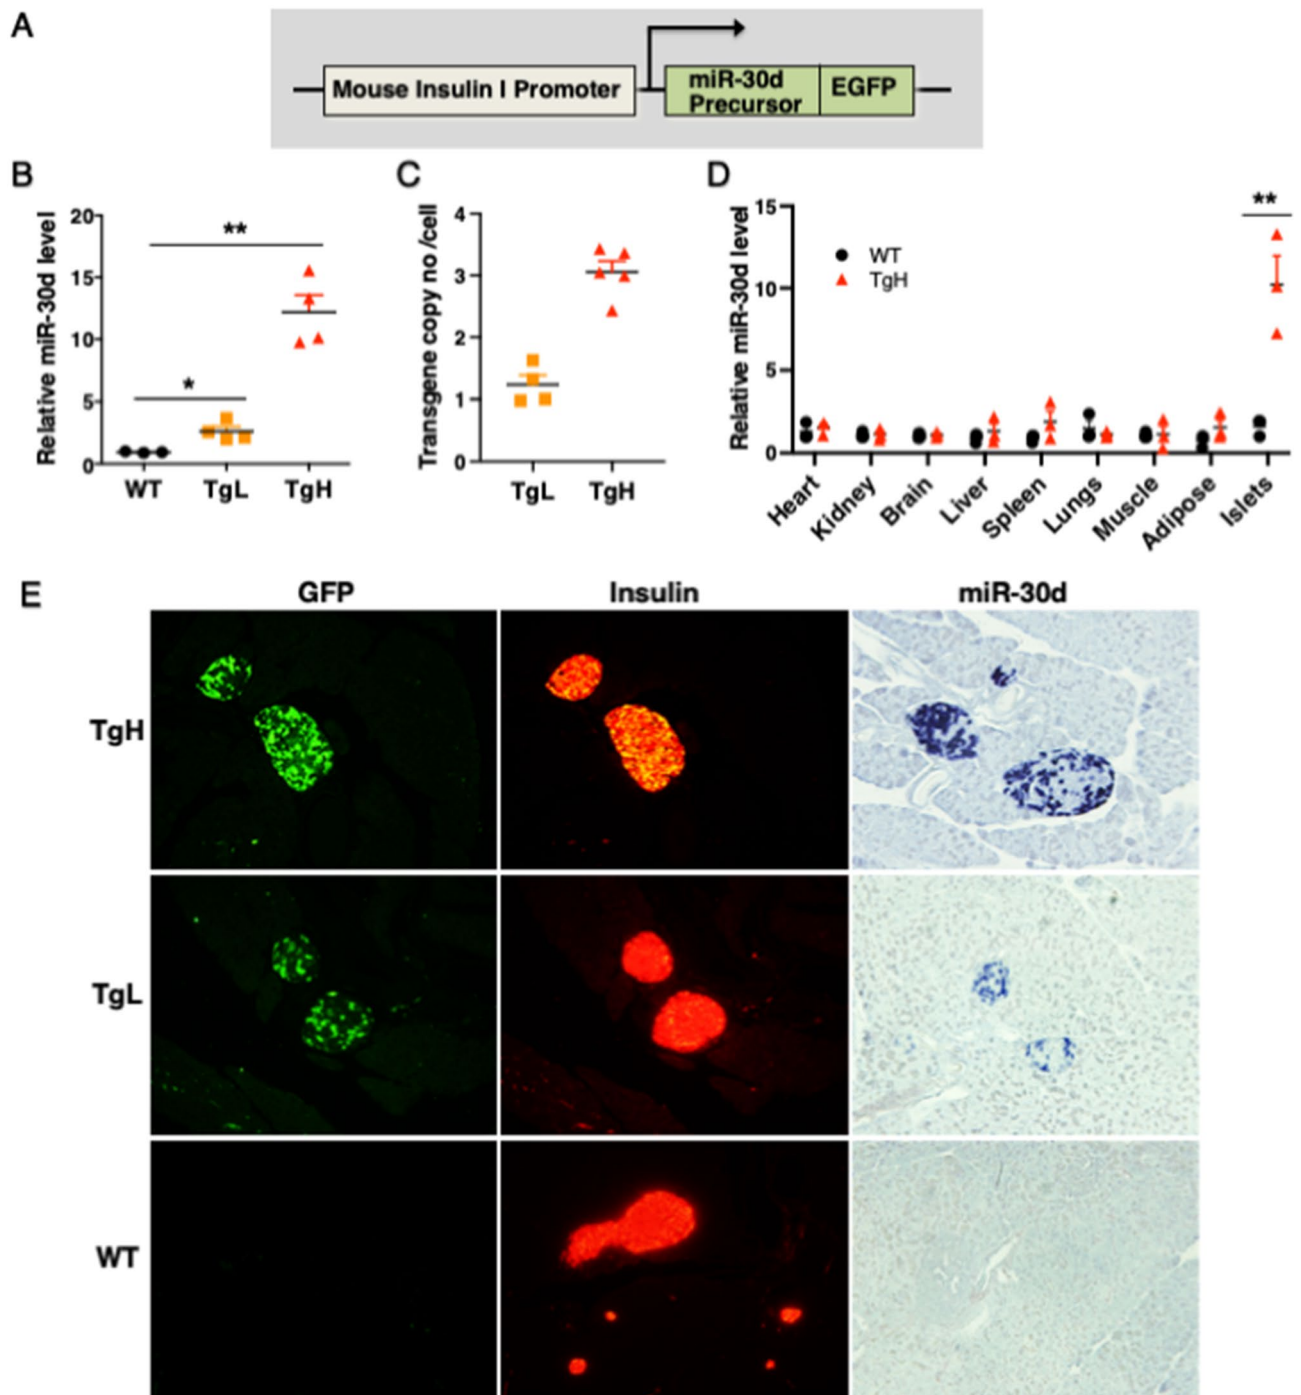 A
Mouse Insulin I Promoter
miR-30d
Precursor
EGFP
B
Relative miR-30d level
20
15
10
5
0
**
*
WT
TgL
TgH
C
Transgene copy no /cell
4
3
2
1
0
TgL
TgH
D
Relative miR-30d level
15
10
5
0
WT
TgH
**
Heart
Kidney
Brain
Liver
Spleen
Lungs
Muscle
Adipose
Islets
E
GFP
Insulin
miR-30d
TgH
TgL
WT